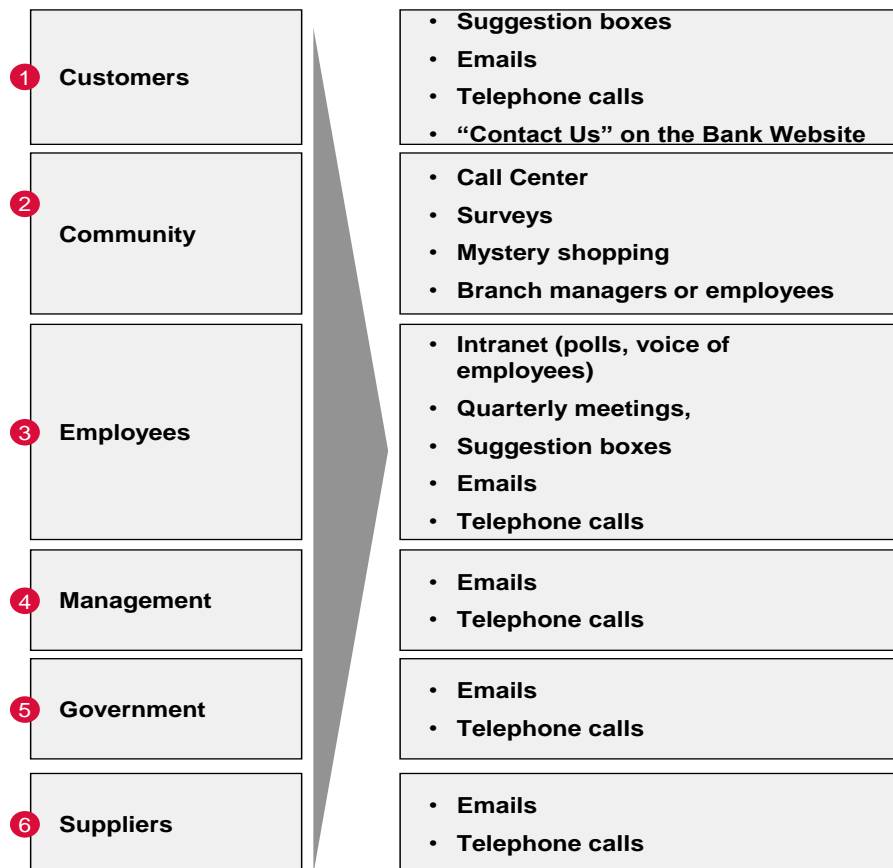 1 Customers
• Suggestion boxes
• Emails
• Telephone calls
• “Contact Us” on the Bank Website
2
Community
• Call Center
• Surveys
• Mystery shopping
• Branch managers or employees
3 Employees
• Intranet (polls, voice of
employees)
• Quarterly meetings,
• Suggestion boxes
• Emails
• Telephone calls
4 Management
• Emails
• Telephone calls
5 Government
• Emails
• Telephone calls
6 Suppliers
• Emails
• Telephone calls